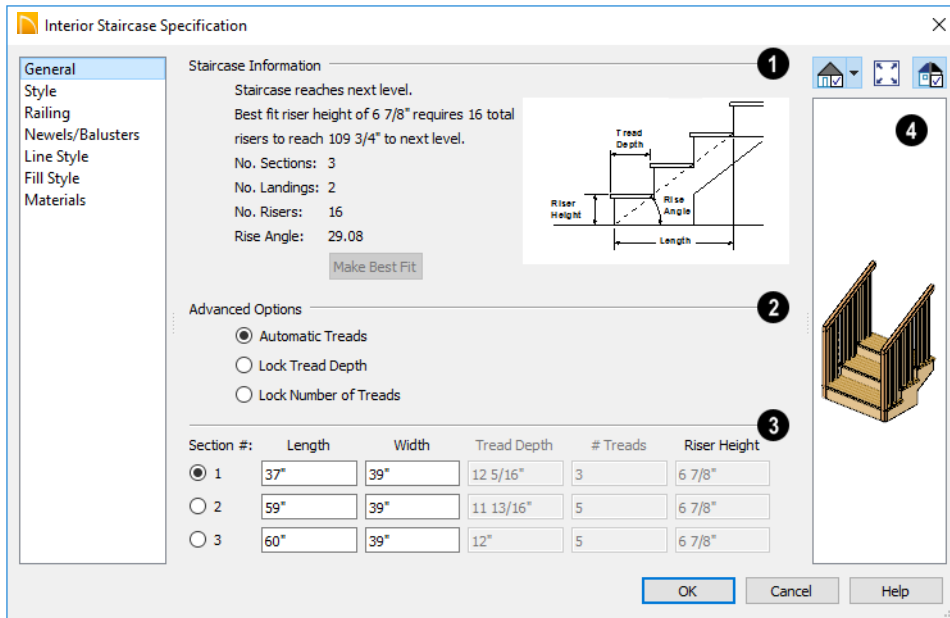 Interior Staircase Specification
General
Style
Railing
Newels/Balusters
Line Style
Fill Style
Materials
Staircase Information
1
Staircase reaches next level.
Best fit riser height of 6 7/8" requires 16 total
risers to reach 109 3/4" to next level.
No. Sections: 3
No. Landings: 2
No. Risers: 16
Rise Angle: 29.08
Make Best Fit
Tread
Depth
Riser
Height
Rise
Angle
Length
Advanced Options
2
Automatic Treads
Lock Tread Depth
Lock Number of Treads
3
Section #: Length Width Tread Depth # Treads Riser Height
1 37" 39" 12 5/16" 3 6 7/8"
2 59" 39" 11 13/16" 5 6 7/8"
3 60" 39" 12" 5 6 7/8"
4
OK Cancel Help